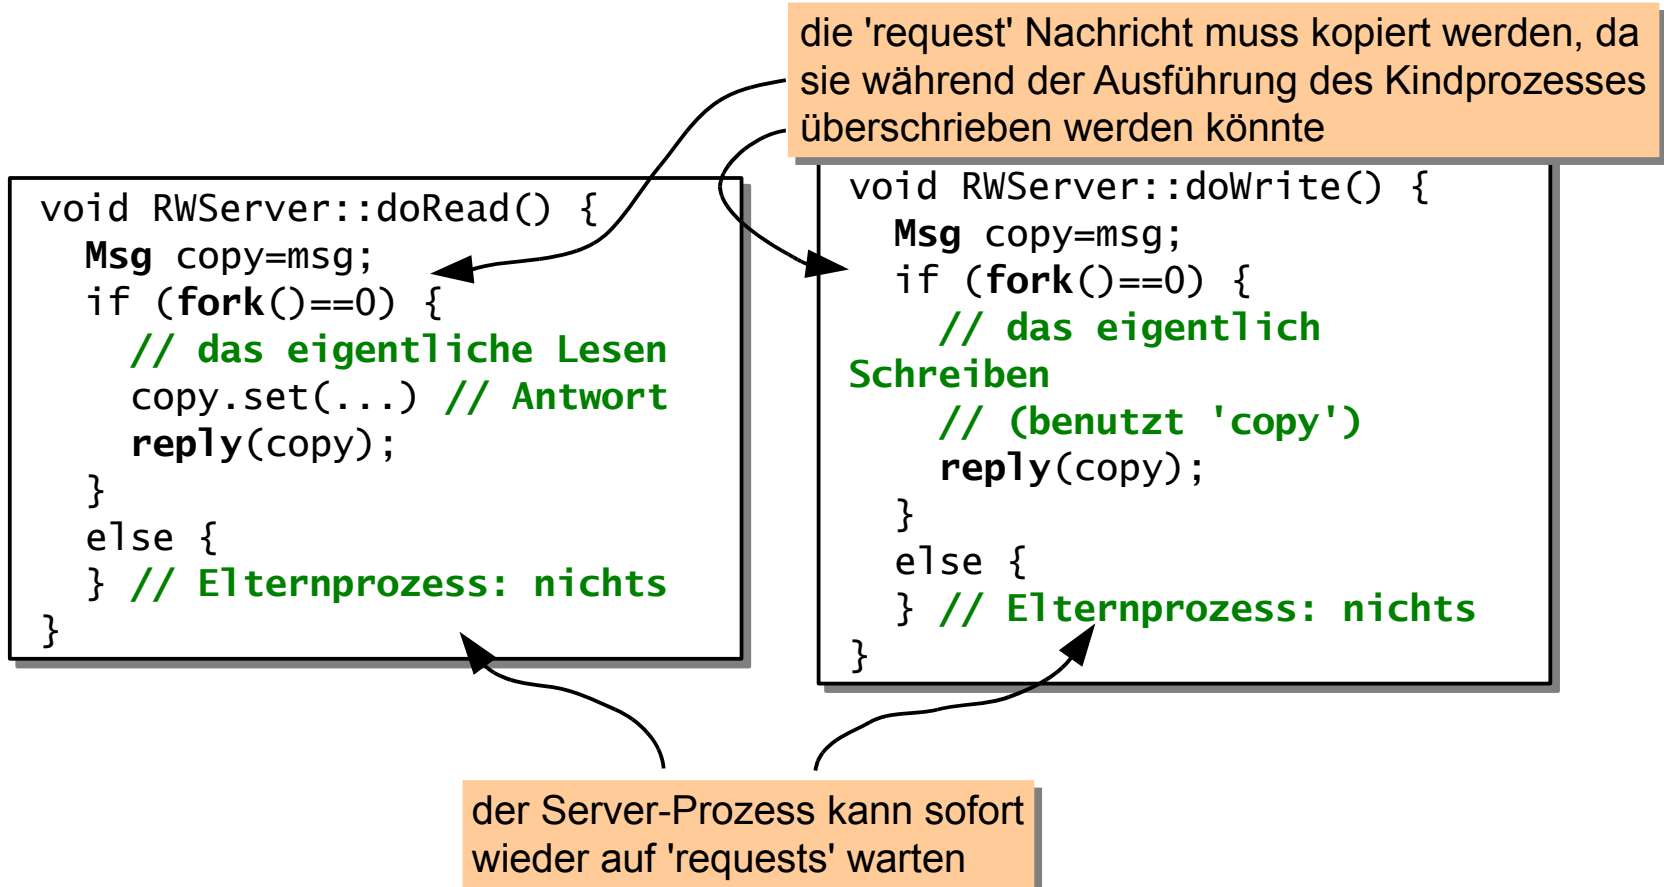 die 'request' Nachricht muss kopiert werden, da
sie während der Ausführung des Kindprozesses
überschrieben werden könnte
void RWServer::doRead() {
  Msg copy=msg;
  if (fork()==0) {
    // das eigentliche Lesen
    copy.set(...) // Antwort
    reply(copy);
  }
  else {
  } // Elternprozess: nichts
}
void RWServer::doWrite() {
  Msg copy=msg;
  if (fork()==0) {
    // das eigentlich
Schreiben
    // (benutzt 'copy')
    reply(copy);
  }
  else {
  } // Elternprozess: nichts
}
der Server-Prozess kann sofort
wieder auf 'requests' warten